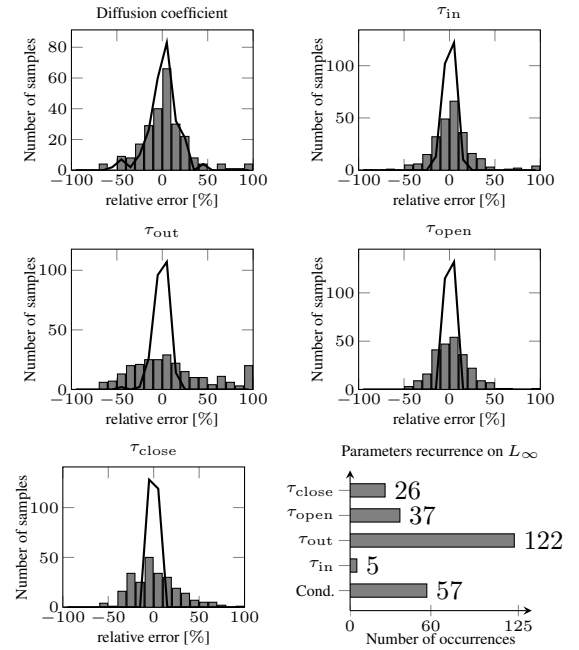 Diffusion coefficient
Number of samples
80
60
40
20
0
−100 −50 0 50 100
relative error [%]
τin
Number of samples
100
50
0
−100 −50 0 50 100
relative error [%]
τout
Number of samples
100
50
0
−100 −50 0 50 100
relative error [%]
τopen
Number of samples
100
50
0
−100 −50 0 50 100
relative error [%]
τclose
Number of samples
100
50
0
−100 −50 0 50 100
relative error [%]
Parameters recurrence on L∞
τclose 26
τopen 37
τout 122
τin 5
Cond. 57
0 60 125
Number of occurrences